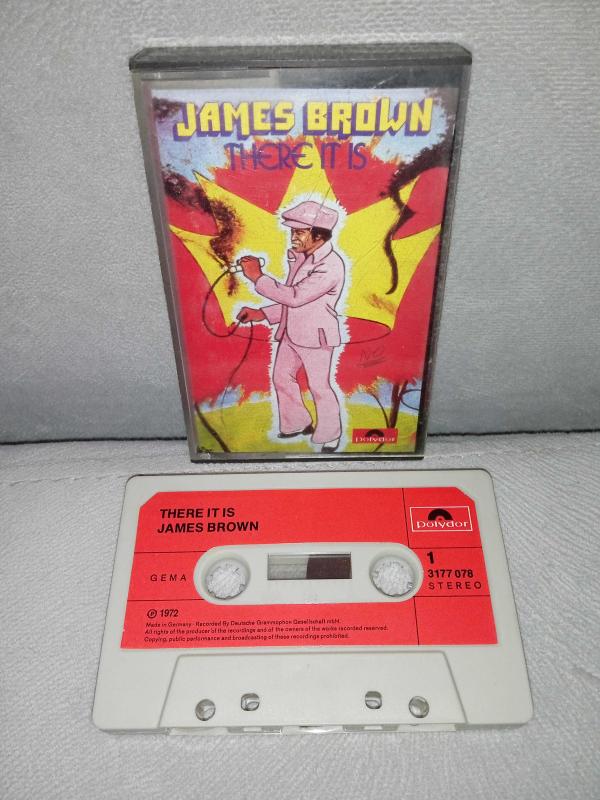 JAMES BROWN
THERE IT IS
Polydor
THERE IT IS
JAMES BROWN
Polydor
1
3177 078
GEMA
STEREO
℗ 1972
Made in Germany · Recorded By Deutsche Grammophon Gesellschaft mbH.
All rights of the producer of the recordings and of the owners of the works recorded reserved.
Copying, public performance and broadcasting of these recordings prohibited.